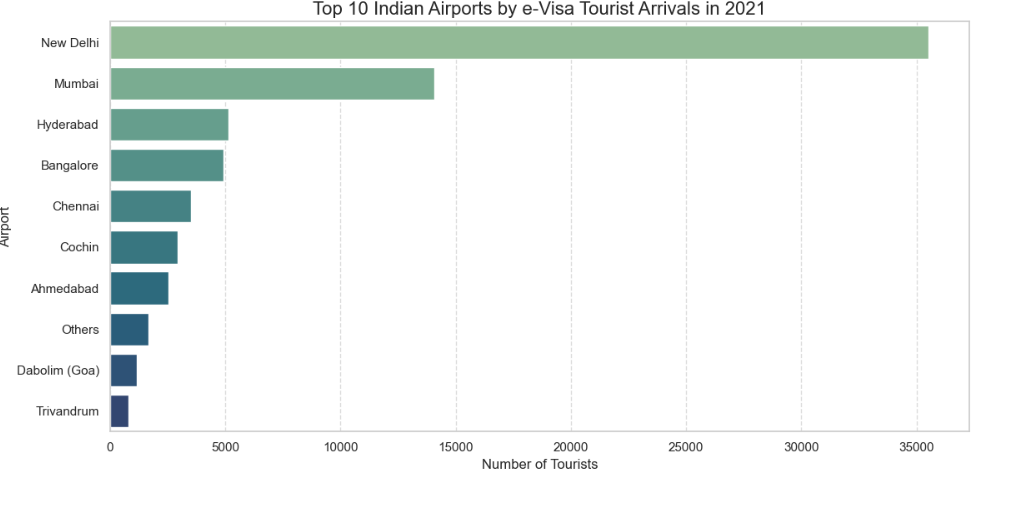 Top 10 Indian Airports by e-Visa Tourist Arrivals in 2021
Airport
New Delhi
Mumbai
Hyderabad
Bangalore
Chennai
Cochin
Ahmedabad
Others
Dabolim (Goa)
Trivandrum
0 5000 10000 15000 20000 25000 30000 35000
Number of Tourists